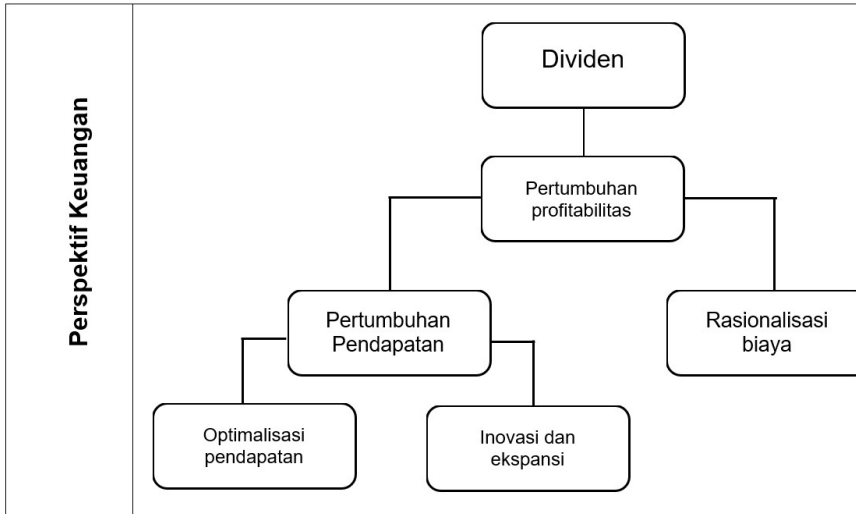 Perspektif Keuangan
Dividen
Pertumbuhan
profitabilitas
Pertumbuhan
Pendapatan
Rasionalisasi
biaya
Optimalisasi
pendapatan
Inovasi dan
ekspansi